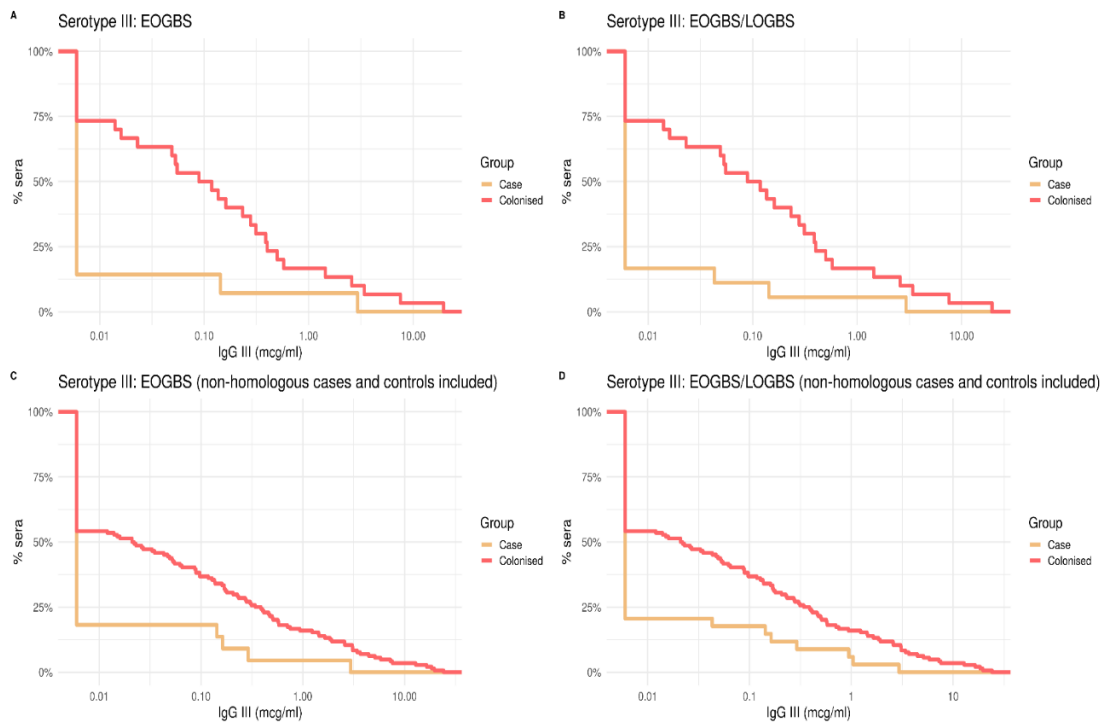 A
Serotype III: EOGBS
100%
75%
50%
25%
0%
% sera
0.01
0.10
1.00
10.00
IgG III (mcg/ml)
Group
Case
Colonised
B
Serotype III: EOGBS/LOGBS
100%
75%
50%
25%
0%
% sera
0.01
0.10
1.00
10.00
IgG III (mcg/ml)
Group
Case
Colonised
C
Serotype III: EOGBS (non-homologous cases and controls included)
100%
75%
50%
25%
0%
% sera
0.01
0.10
1.00
10.00
IgG III (mcg/ml)
Group
Case
Colonised
D
Serotype III: EOGBS/LOGBS (non-homologous cases and controls included)
100%
75%
50%
25%
0%
% sera
0.01
0.10
1
10
IgG III (mcg/ml)
Group
Case
Colonised